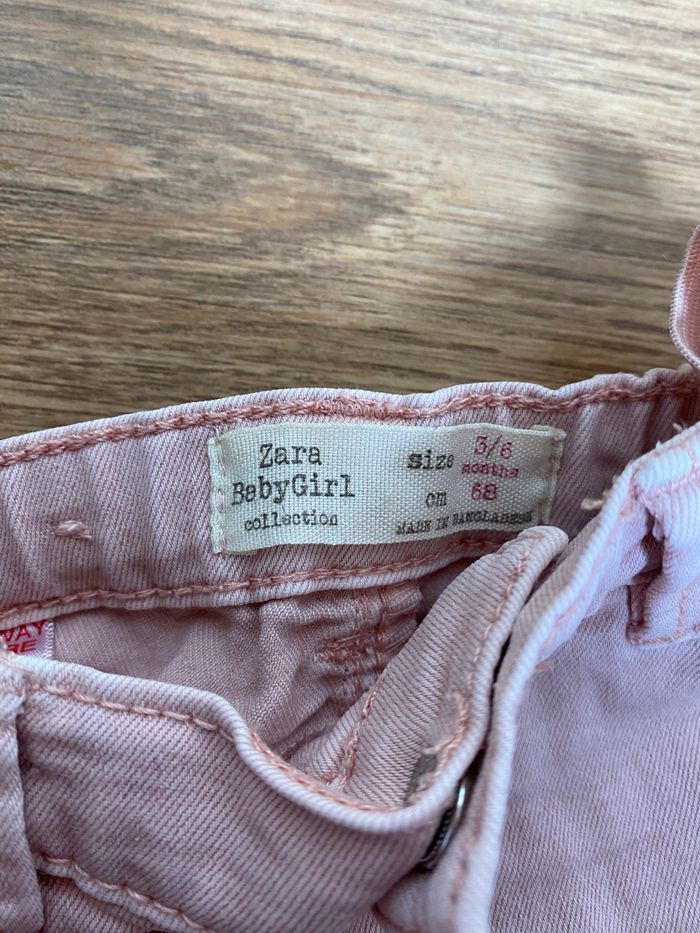 Zara
BabyGirl
collection
size 3/6
months
cm 68
MADE IN BANGLADESH